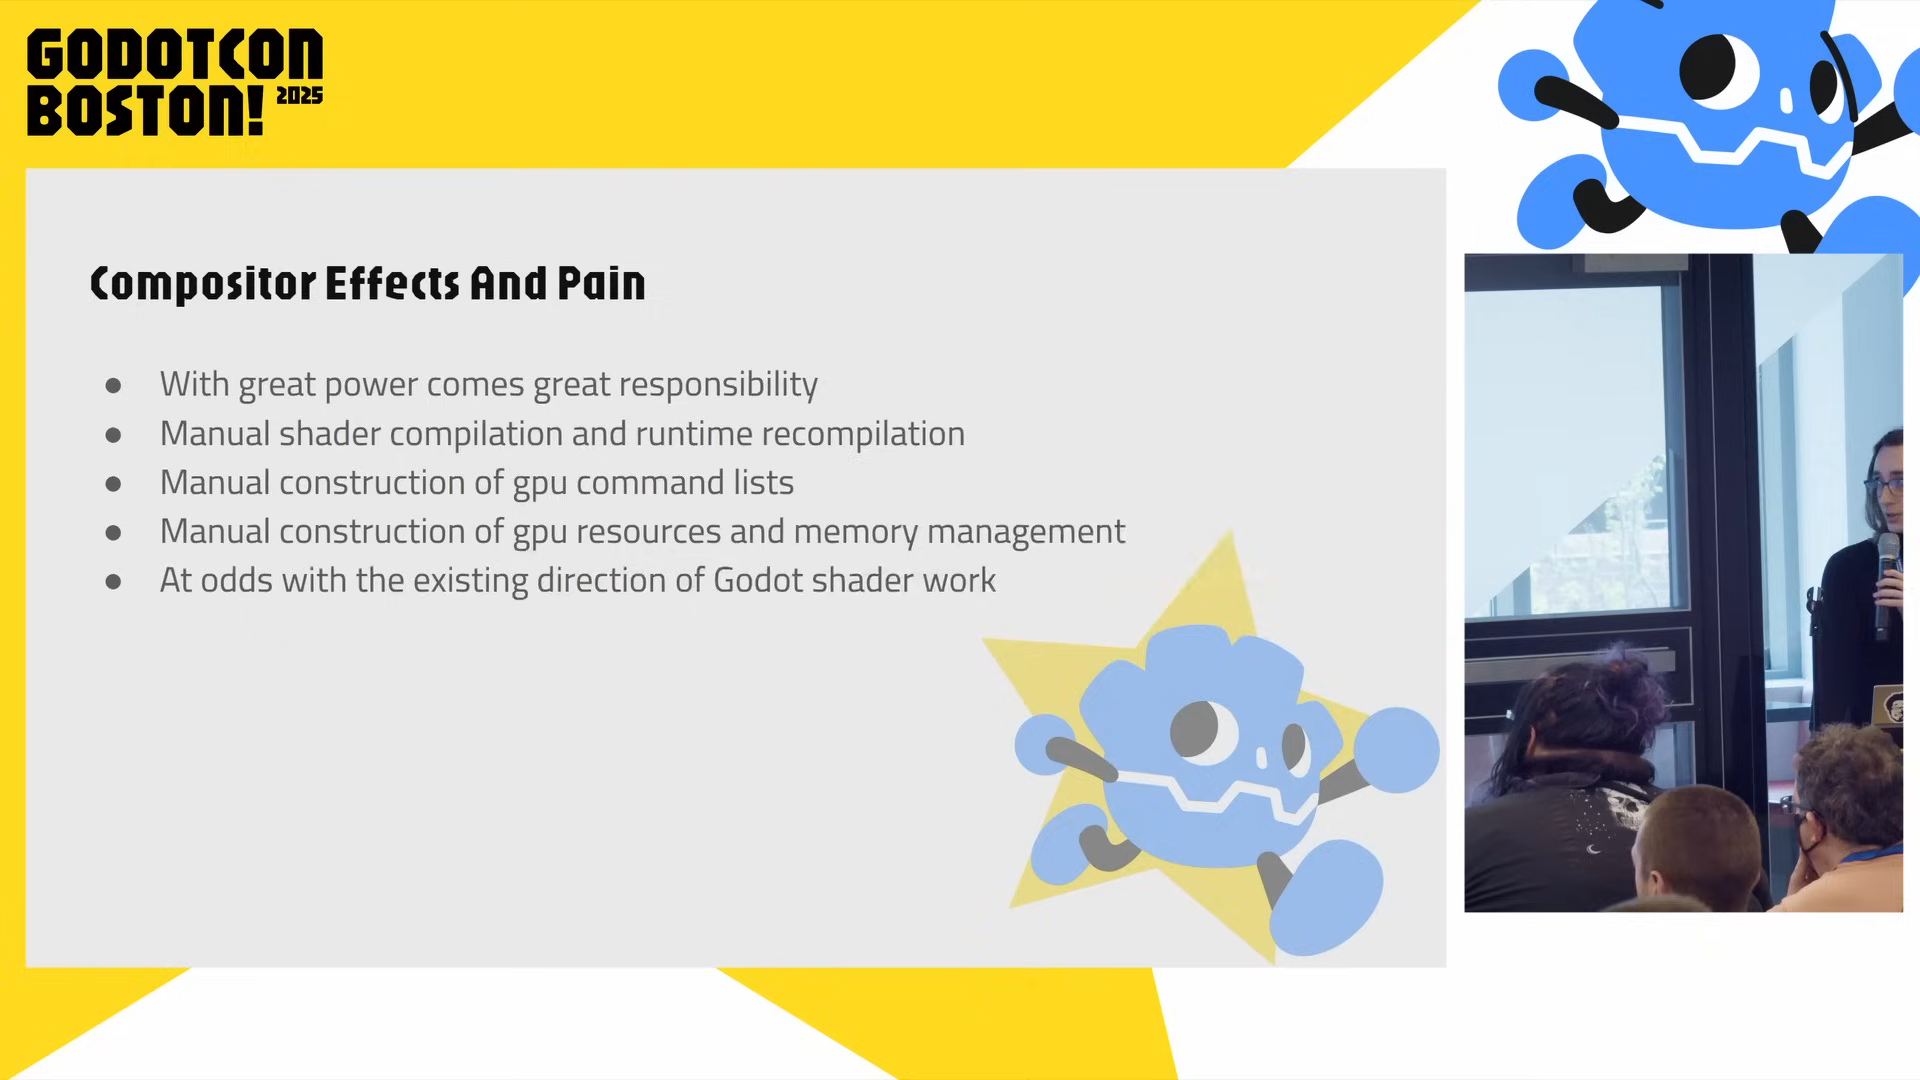 GODOTCON
BOSTON! 2025
Compositor Effects And Pain
● With great power comes great responsibility
● Manual shader compilation and runtime recompilation
● Manual construction of gpu command lists
● Manual construction of gpu resources and memory management
● At odds with the existing direction of Godot shader work